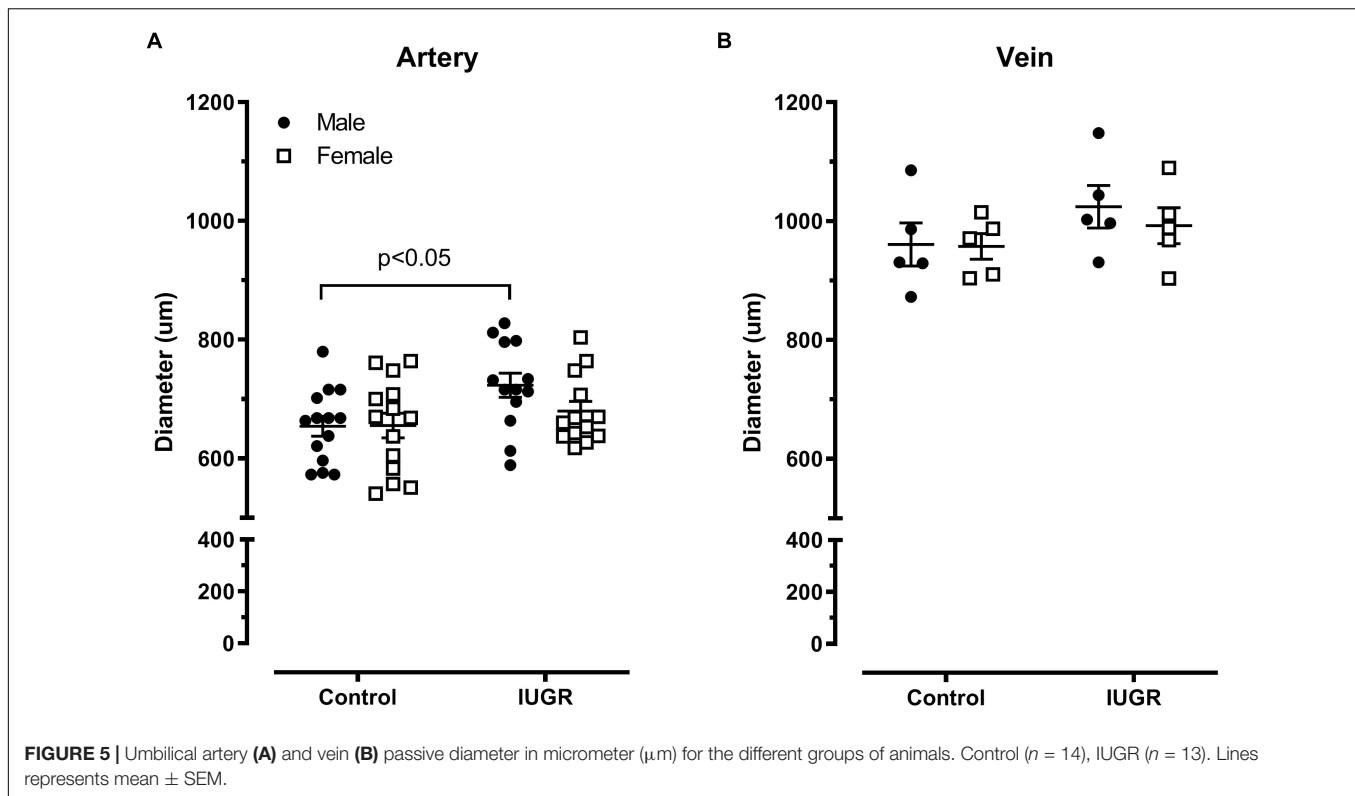 A
Artery
Diameter (um)
1200
1000
800
600
400
200
0
Male
Female
p<0.05
Control
IUGR
B
Vein
Diameter (um)
1200
1000
800
600
400
200
0
Control
IUGR
FIGURE 5 | Umbilical artery (A) and vein (B) passive diameter in micrometer (μm) for the different groups of animals. Control (n = 14), IUGR (n = 13). Lines
represents mean ± SEM.